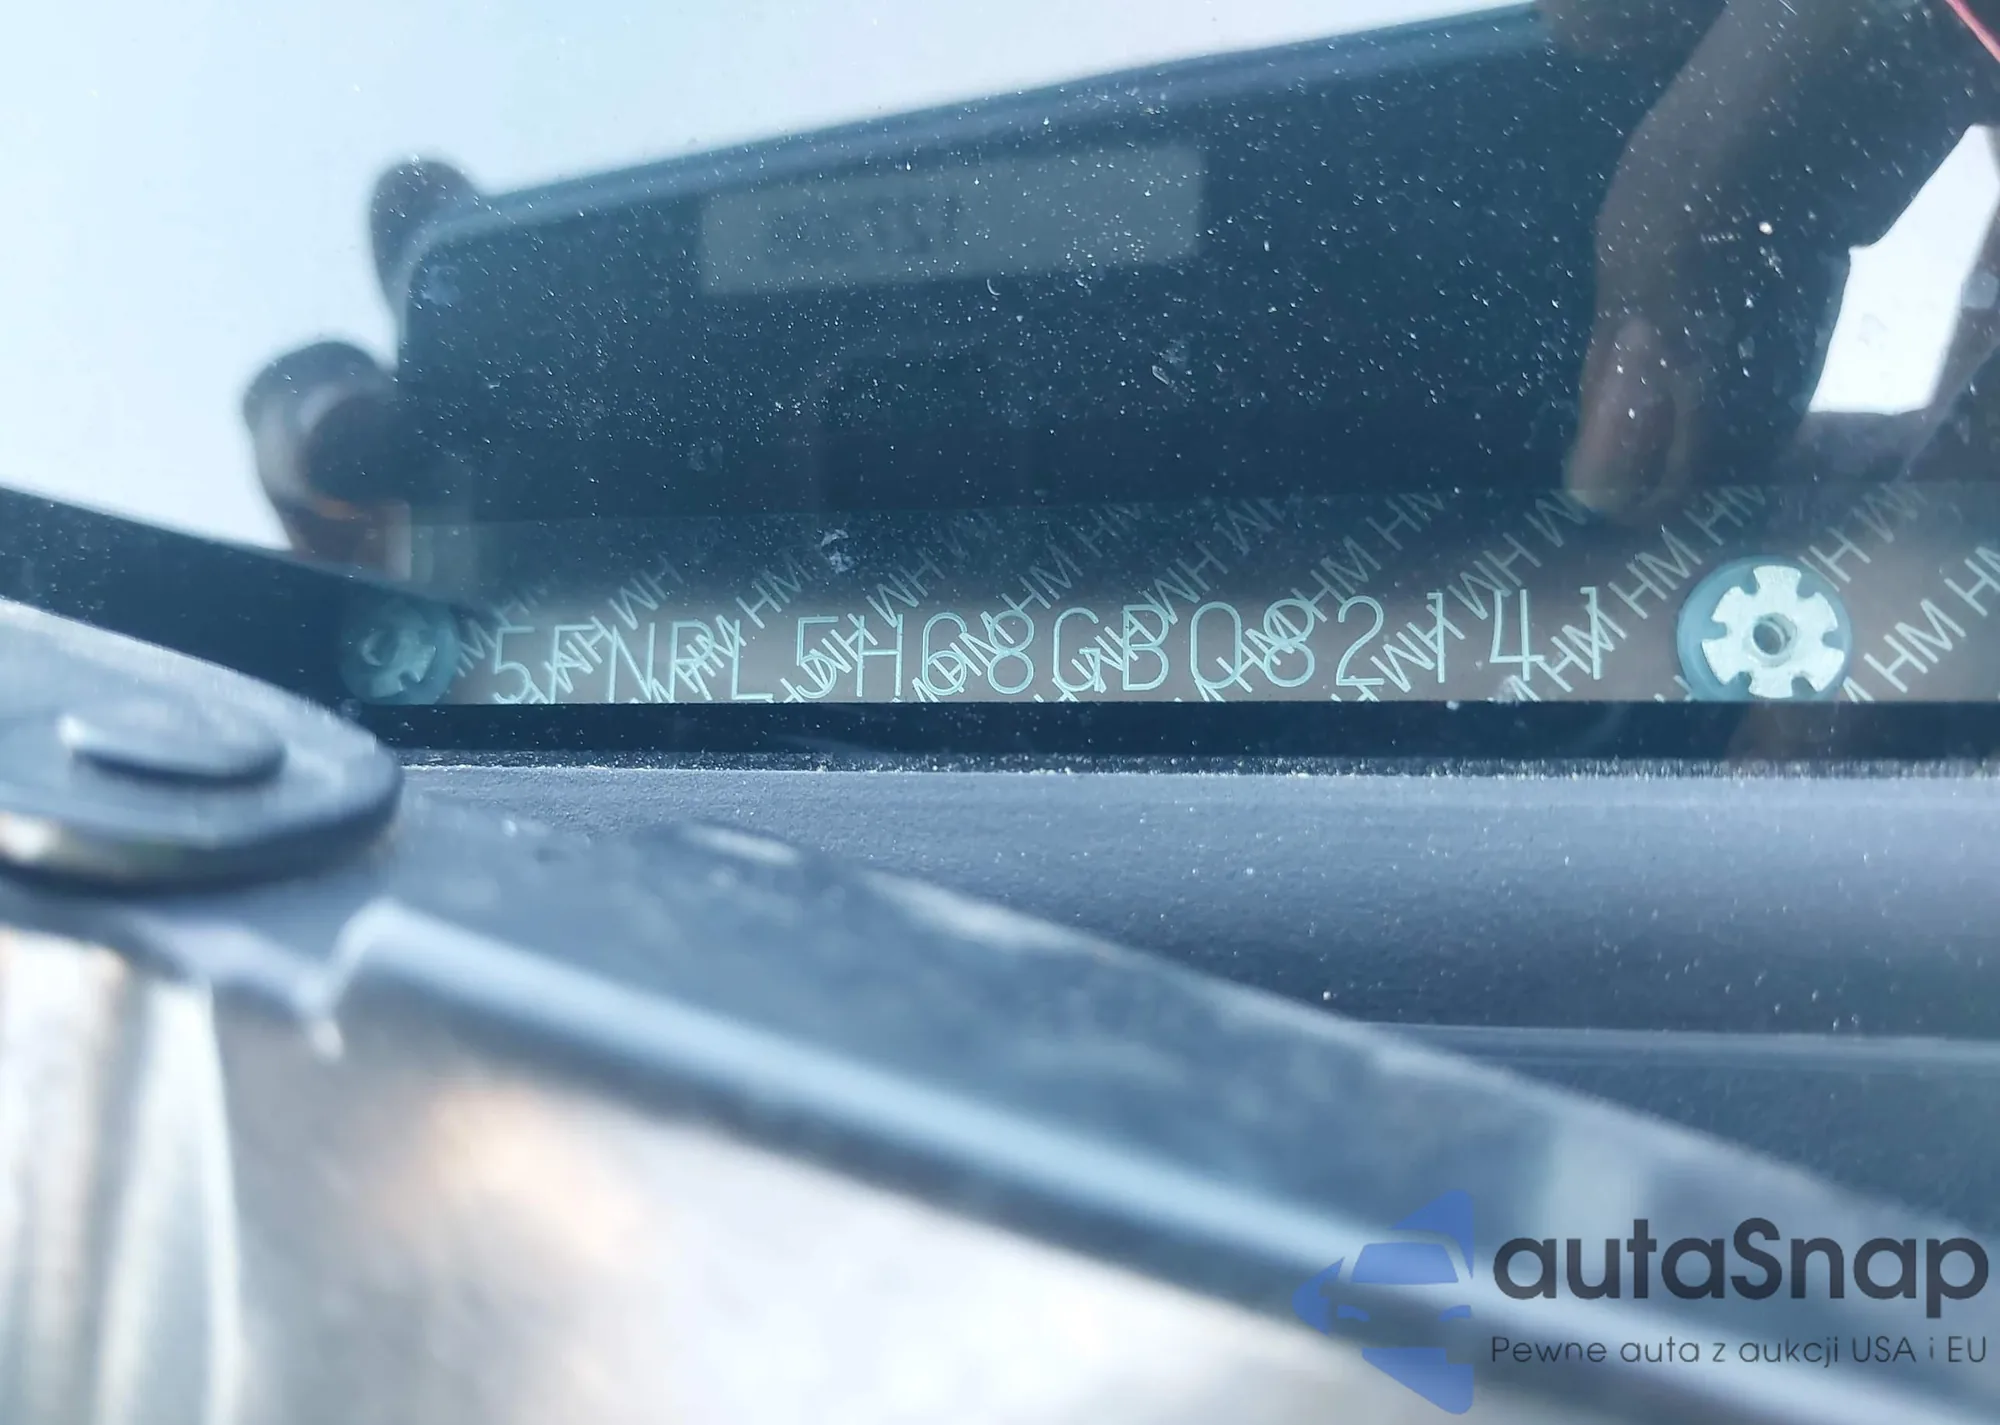 5FNRL5H68GB082141
autaSnap
Pewne auta z aukcji USA i EU